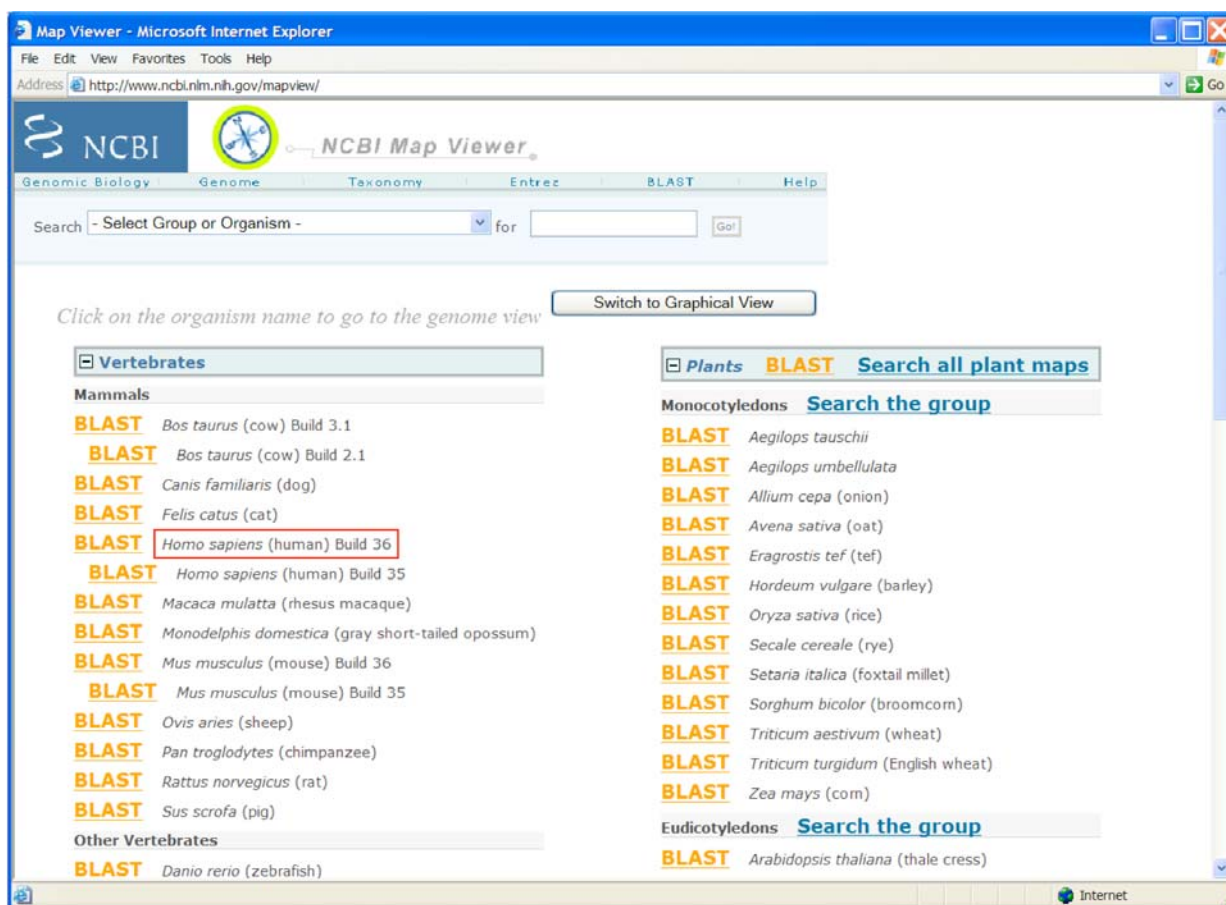 Map Viewer - Microsoft Internet Explorer
File Edit View Favorites Tools Help
Address http://www.ncbi.nlm.nih.gov/mapview/ Go
NCBI NCBI Map Viewer
Genomic Biology Genome Taxonomy Entrez BLAST Help
Search - Select Group or Organism - for Go!
Switch to Graphical View
Click on the organism name to go to the genome view
Vertebrates
Mammals
BLAST Bos taurus (cow) Build 3.1
BLAST Bos taurus (cow) Build 2.1
BLAST Canis familiaris (dog)
BLAST Felis catus (cat)
BLAST Homo sapiens (human) Build 36
BLAST Homo sapiens (human) Build 35
BLAST Macaca mulatta (rhesus macaque)
BLAST Monodelphis domestica (gray short-tailed opossum)
BLAST Mus musculus (mouse) Build 36
BLAST Mus musculus (mouse) Build 35
BLAST Ovis aries (sheep)
BLAST Pan troglodytes (chimpanzee)
BLAST Rattus norvegicus (rat)
BLAST Sus scrofa (pig)
Other Vertebrates
BLAST Danio rerio (zebrafish)
Plants BLAST Search all plant maps
Monocotyledons Search the group
BLAST Aegilops tauschii
BLAST Aegilops umbellulata
BLAST Allium cepa (onion)
BLAST Avena sativa (oat)
BLAST Eragrostis tef (tef)
BLAST Hordeum vulgare (barley)
BLAST Oryza sativa (rice)
BLAST Secale cereale (rye)
BLAST Setaria italica (foxtail millet)
BLAST Sorghum bicolor (broomcorn)
BLAST Triticum aestivum (wheat)
BLAST Triticum turgidum (English wheat)
BLAST Zea mays (corn)
Eudicotyledons Search the group
BLAST Arabidopsis thaliana (thale cress)
Internet